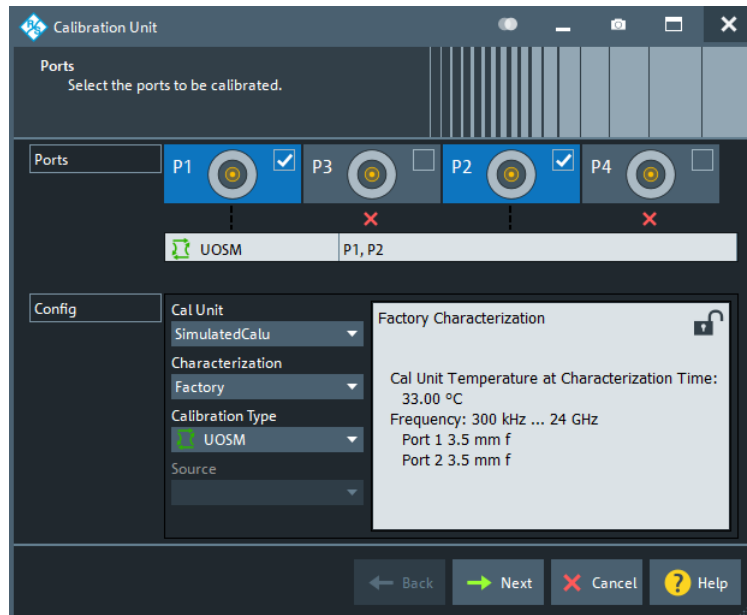 Calibration Unit
Ports
Select the ports to be calibrated.
Ports
P1
P3
P2
P4
UOSM
P1, P2
Config
Cal Unit
SimulatedCalu
Characterization
Factory
Calibration Type
UOSM
Source
Factory Characterization
Cal Unit Temperature at Characterization Time:
33.00 ºC
Frequency: 300 kHz ... 24 GHz
Port 1 3.5 mm f
Port 2 3.5 mm f
Back
Next
Cancel
? Help